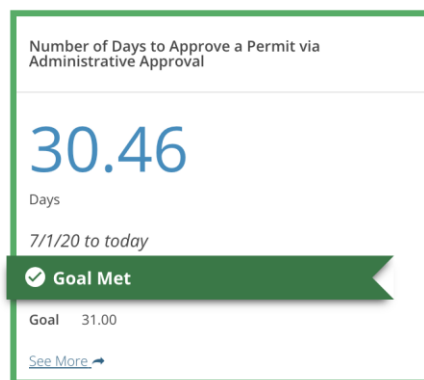 Number of Days to Approve a Permit via
Administrative Approval
30.46
Days
7/1/20 to today
Goal Met
Goal 31.00
See More